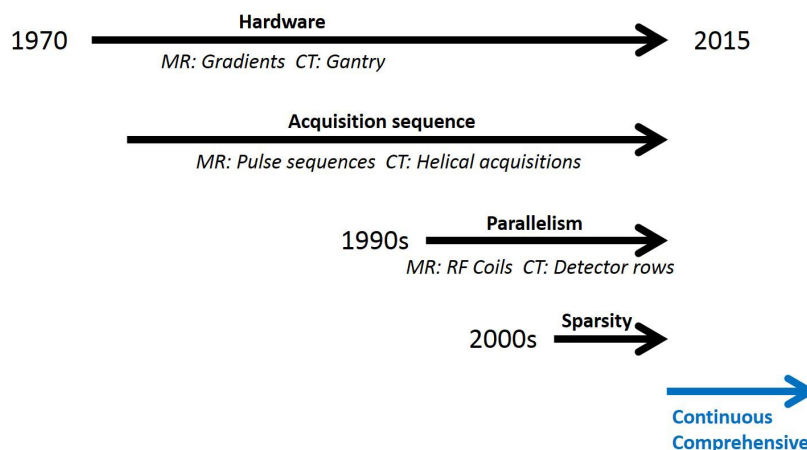 Hardware
1970 2015
MR: Gradients CT: Gantry
Acquisition sequence
MR: Pulse sequences CT: Helical acquisitions
Parallelism
1990s
MR: RF Coils CT: Detector rows
Sparsity
2000s
Continuous
Comprehensive